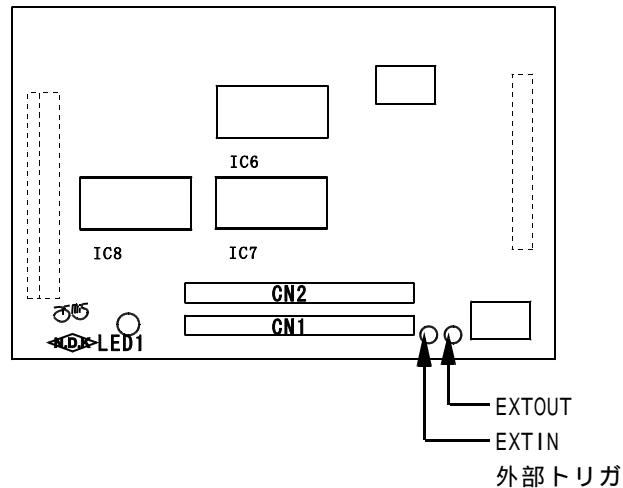 IC6
IC8
IC7
CN2
CN1
N.D.K
LED1
EXTOUT
EXTIN
外部トリガ